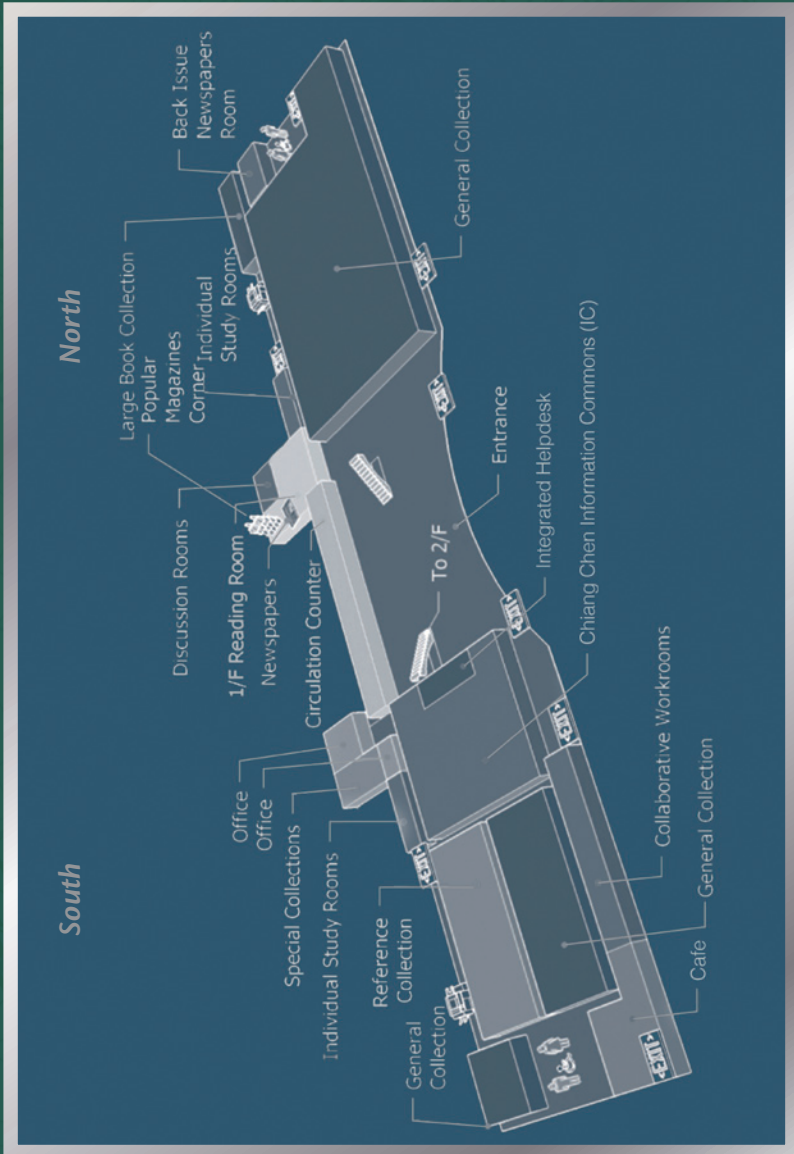 South
North
Office
Office
Special Collections
Individual Study Rooms
Reference
Collection
General
Collection
Discussion Rooms
1/F Reading Room
Newspapers
Circulation Counter
Large Book Collection
Popular
Magazines
Corner
Individual
Study Rooms
Back Issue
Newspapers
Room
To 2/F
Entrance
Integrated Helpdesk
Chiang Chen Information Commons (IC)
Collaborative Workrooms
General Collection
Cafe
General Collection